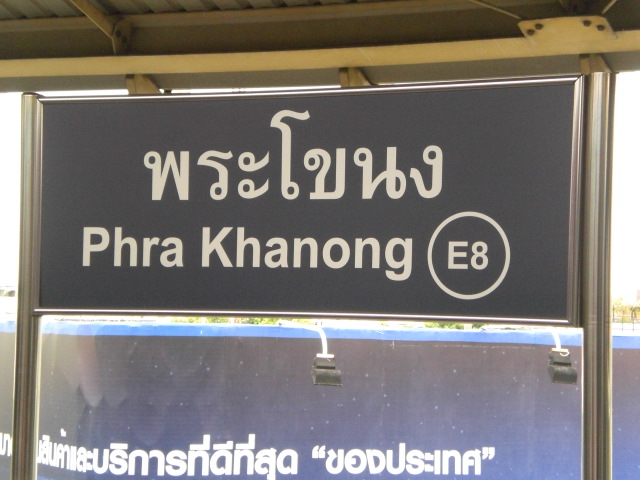 พระโขนง
Phra Khanong E8
สินค้าและบริการที่ดีที่สุด “ของประเทศ”